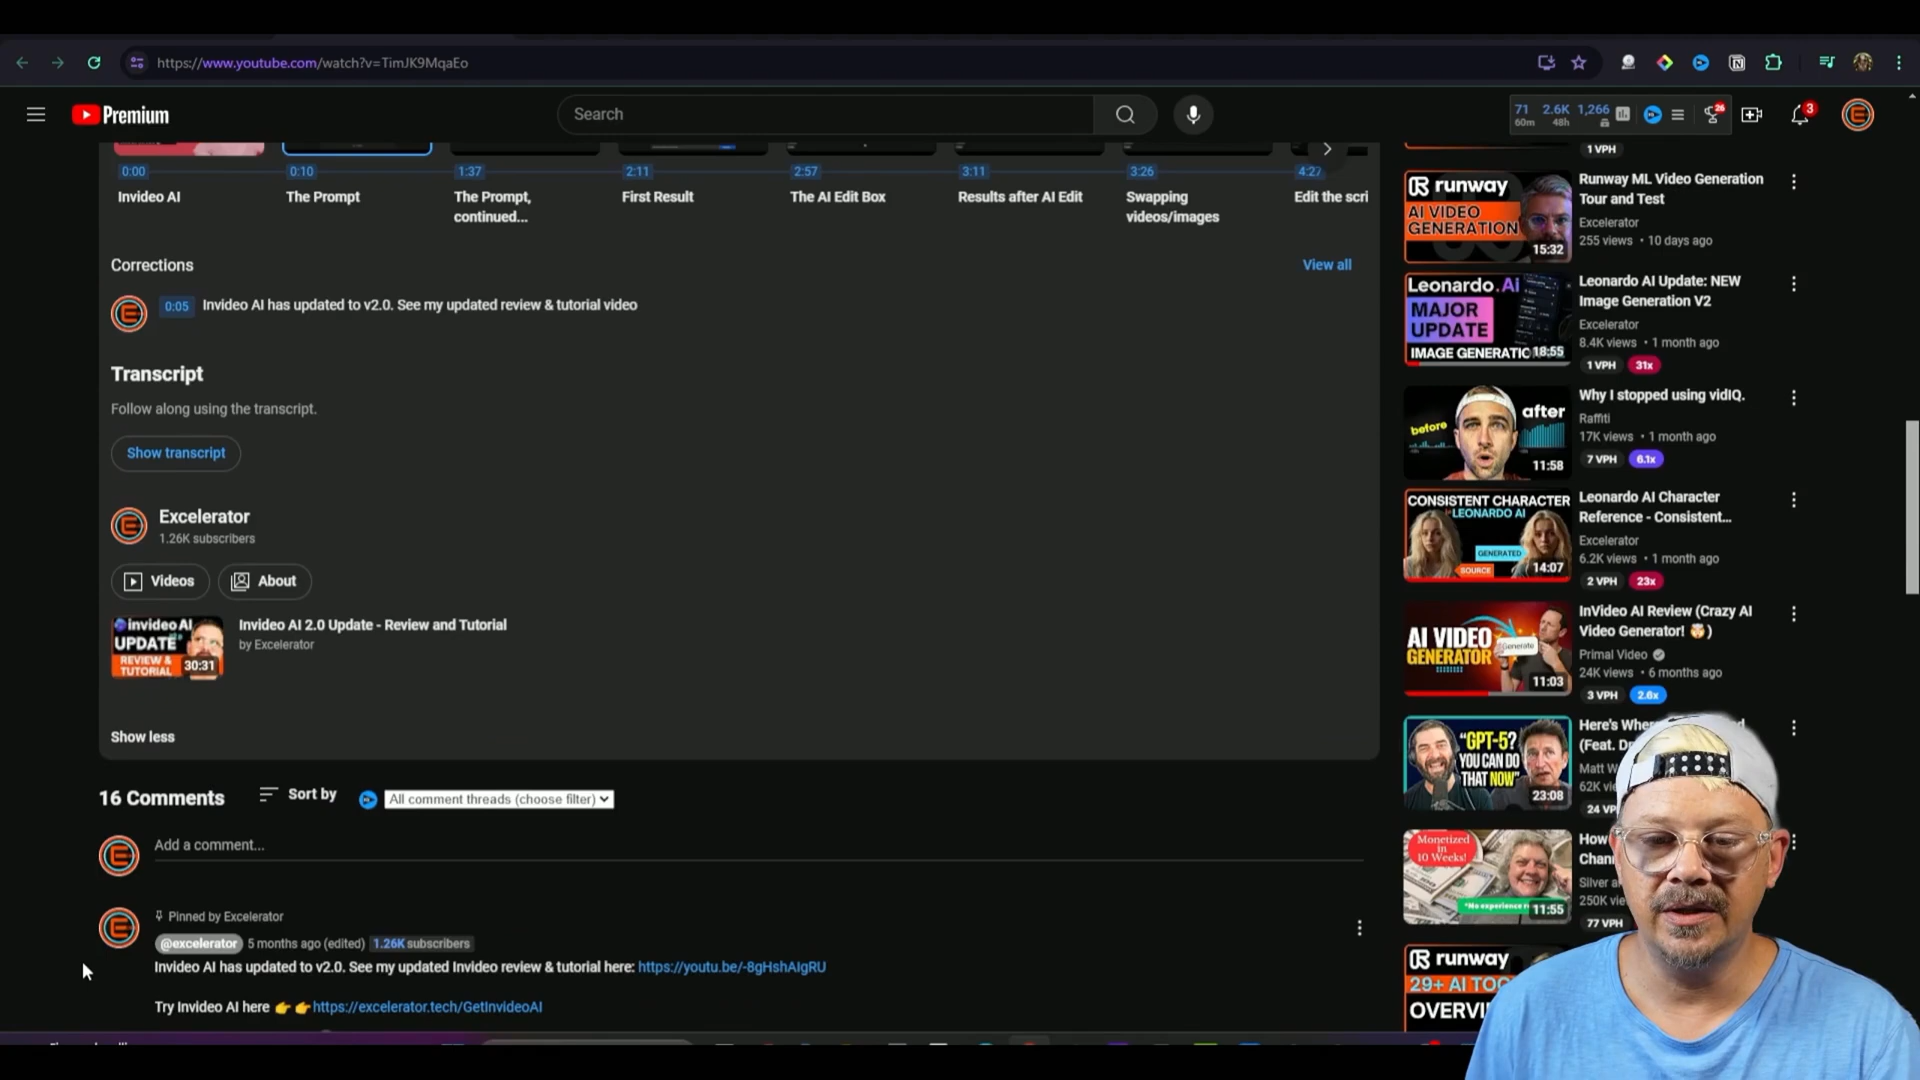 https://www.youtube.com/watch?v=TimJK9MqaEo
Premium
Search
71 2.6K 1,266
60m 48h
26
3
0:00
Invideo AI
0:10
The Prompt
1:37
The Prompt,
continued...
2:11
First Result
2:57
The AI Edit Box
3:11
Results after AI Edit
3:26
Swapping
videos/images
4:27
Edit the scri
Corrections
View all
0:05 Invideo AI has updated to v2.0. See my updated review & tutorial video
Transcript
Follow along using the transcript.
Show transcript
Excelerator
1.26K subscribers
Videos
About
invideo AI
UPDATE
REVIEW &
TUTORIAL
30:31
Invideo AI 2.0 Update - Review and Tutorial
by Excelerator
Show less
16 Comments
Sort by
All comment threads (choose filter)
Add a comment...
Pinned by Excelerator
@excelerator 5 months ago (edited) 1.26K subscribers
Invideo AI has updated to v2.0. See my updated Invideo review & tutorial here: https://youtu.be/-8gHshAIgRU
Try Invideo AI here 👉 👉 https://excelerator.tech/GetInvideoAI
1 VPH
runway
AI VIDEO
GENERATION
15:32
Runway ML Video Generation
Tour and Test
Excelerator
255 views • 10 days ago
Leonardo.Ai
MAJOR
UPDATE
IMAGE GENERATIO
18:55
Leonardo AI Update: NEW
Image Generation V2
Excelerator
8.4K views • 1 month ago
1 VPH 31x
before
after
11:58
Why I stopped using vidIQ.
Raffiti
17K views • 1 month ago
7 VPH 6.1x
CONSISTENT CHARACTER
LEONARDO AI
GENERATED
SOURCE
14:07
Leonardo AI Character
Reference - Consistent...
Excelerator
6.2K views • 1 month ago
2 VPH 23x
AI VIDEO
GENERATOR
Generate
11:03
InVideo AI Review (Crazy AI
Video Generator! 🤯)
Primal Video
24K views • 6 months ago
3 VPH 2.6x
"GPT-5?
YOU CAN DO
THAT NOW"
23:08
Here's Wher
(Feat. D
Matt W
62K
24 VP
Monetized
in
10 Weeks!
*No experience
11:55
How
Chan
Silver a
250K vie
77 VPH
runway
29+ AI TOO
OVERVI